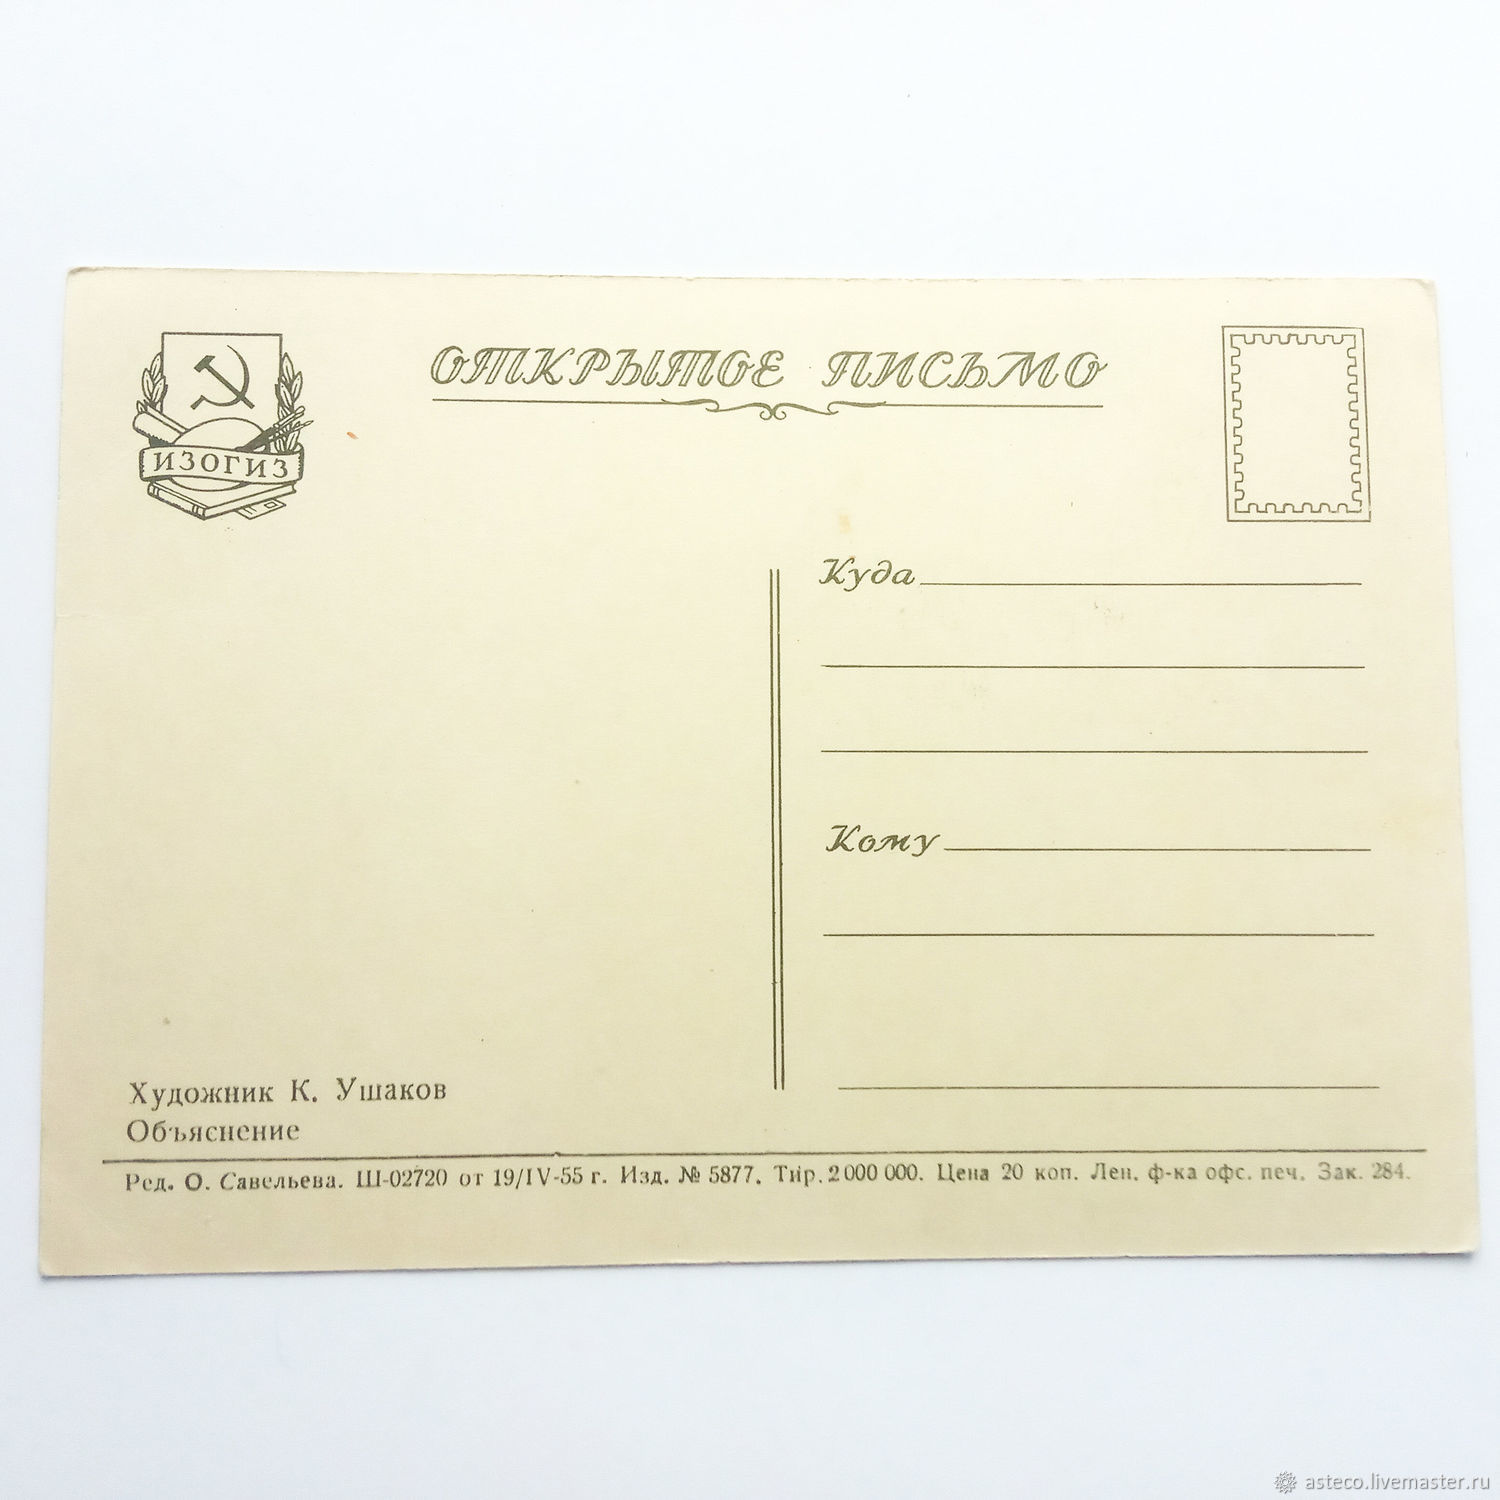 ОТКРЫТОЕ ПИСЬМО
ИЗОГИЗ
Куда
Кому
Художник К. Ушаков
Объяснение
Ред. О. Савельева. Ш-02720 от 19/IV-55 г. Изд. № 5877. Тир. 2 000 000. Цена 20 коп. Лен. ф-ка офс. печ. Зак. 284.
asteco.livemaster.ru